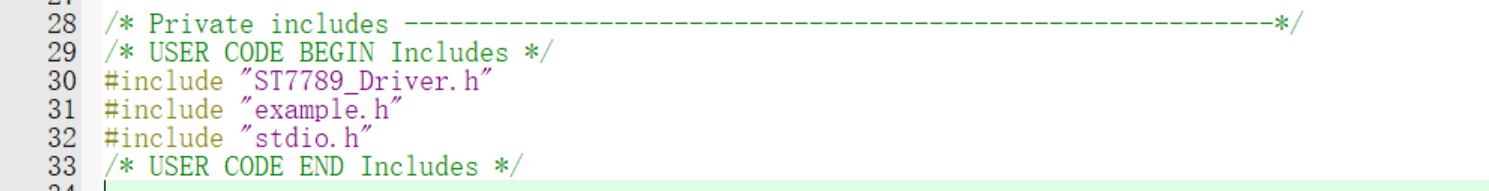 28 /* Private includes ----------------------------------------------------------*/
29 /* USER CODE BEGIN Includes */
30 #include "ST7789_Driver.h"
31 #include "example.h"
32 #include "stdio.h"
33 /* USER CODE END Includes */